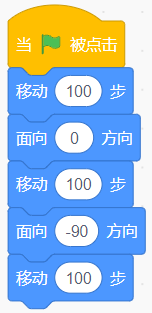 当 被点击
移动 100 步
面向 0 方向
移动 100 步
面向 -90 方向
移动 100 步